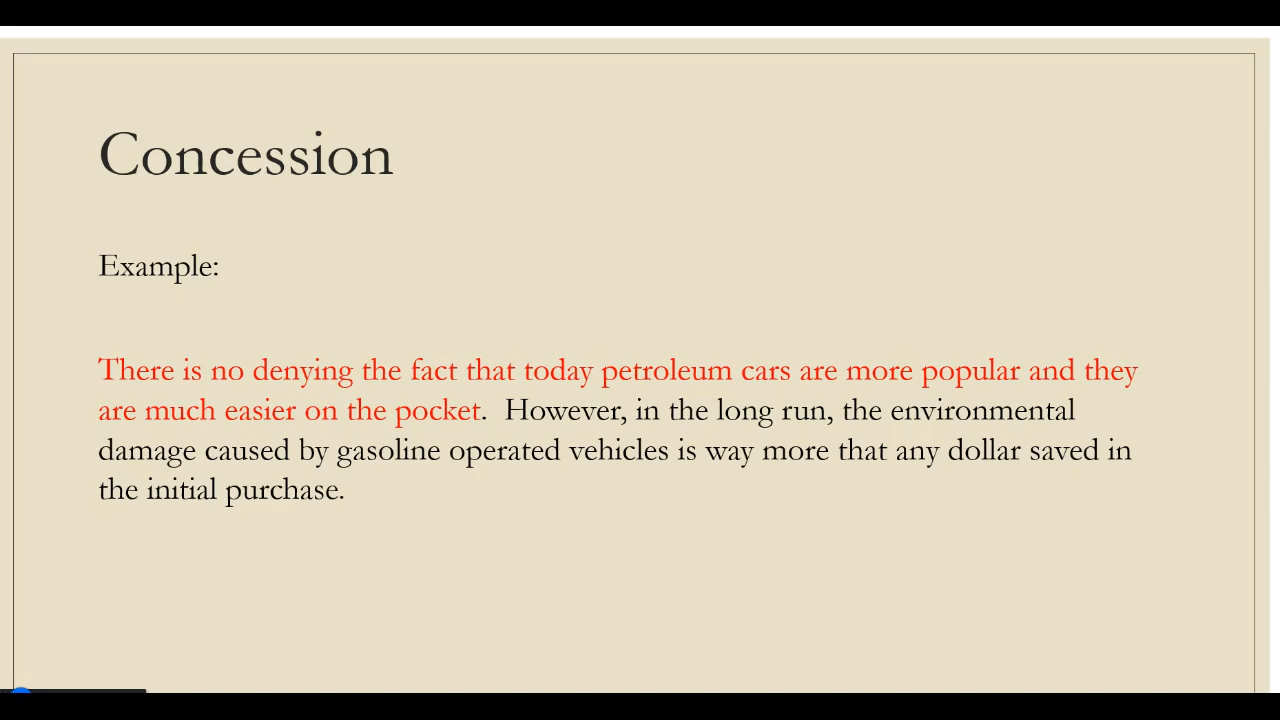 Concession
Example:
There is no denying the fact that today petroleum cars are more popular and they
are much easier on the pocket.  However, in the long run, the environmental
damage caused by gasoline operated vehicles is way more that any dollar saved in
the initial purchase.